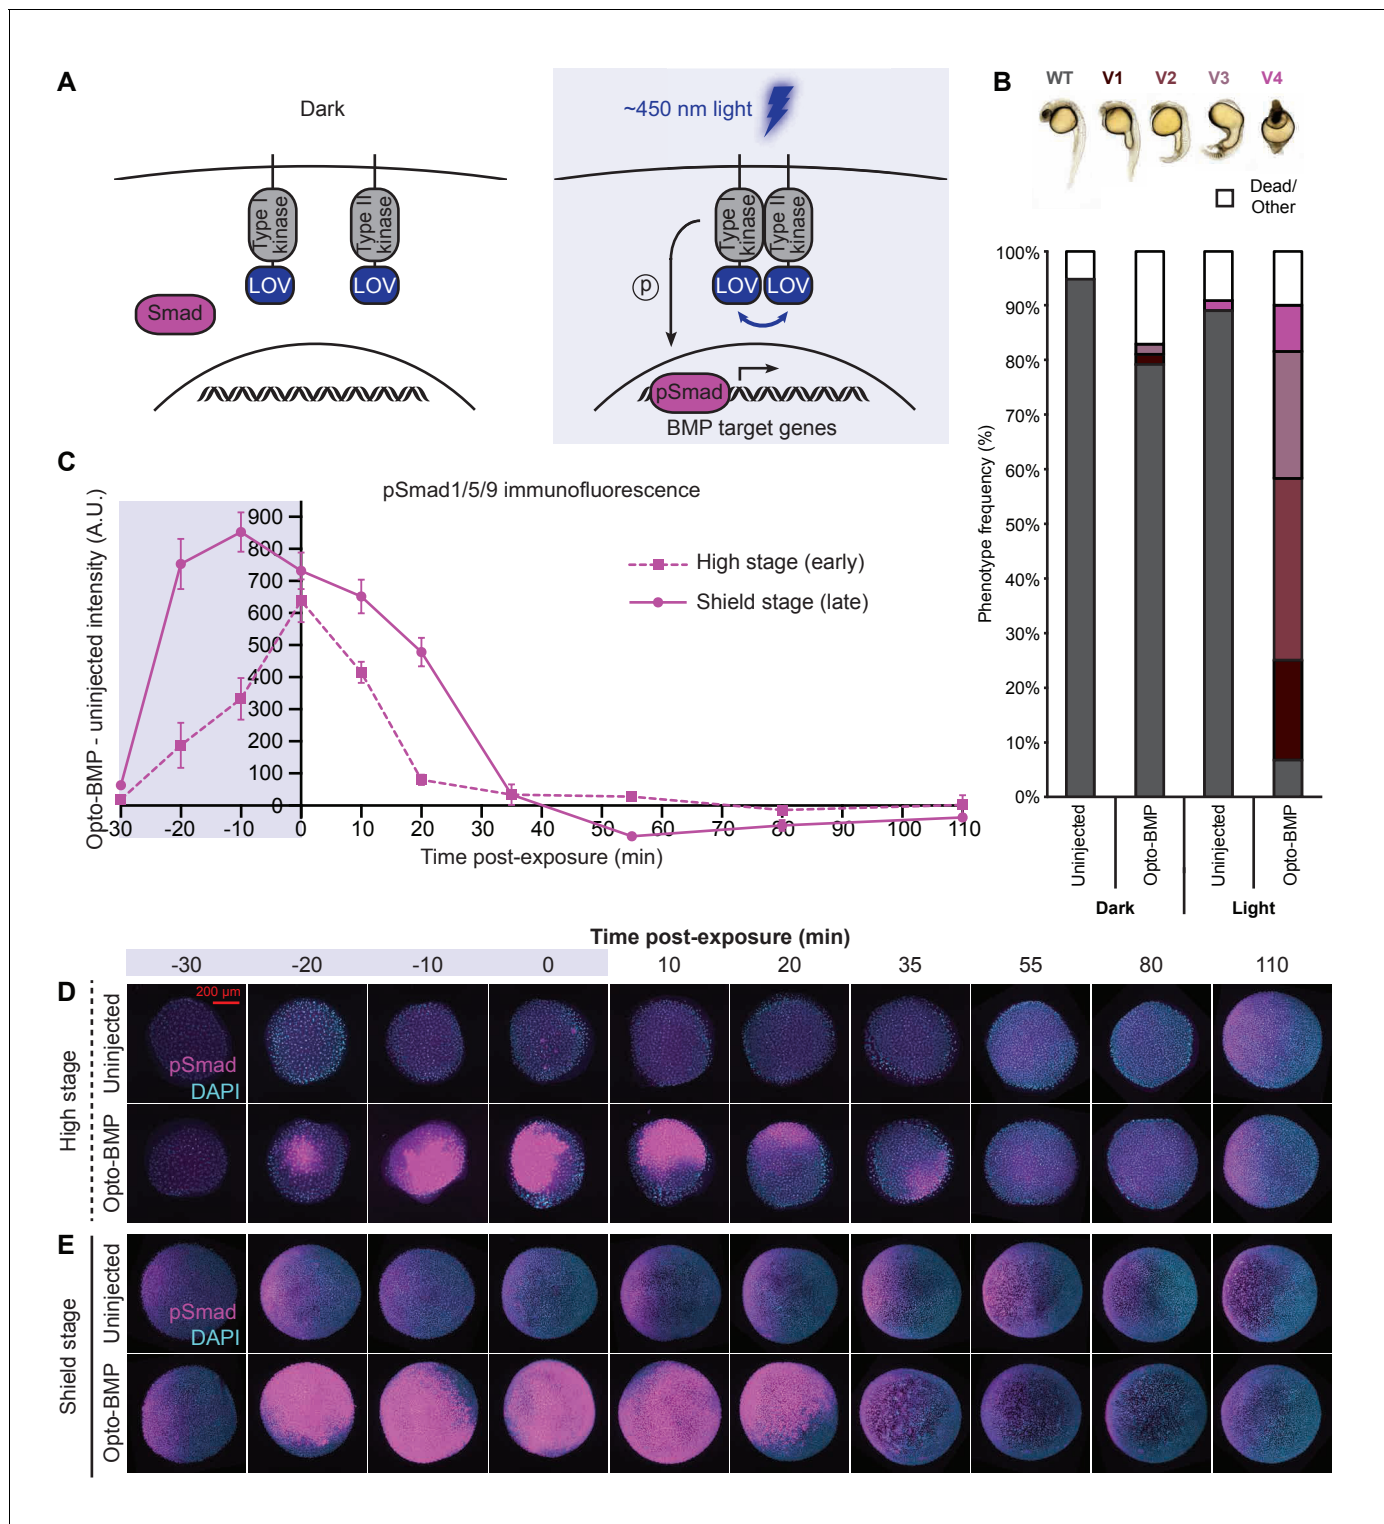 A
Dark
Type I
kinase
Type II
kinase
LOV
LOV
Smad
~450 nm light
Type I
kinase
Type II
kinase
LOV
LOV
p
pSmad
BMP target genes
B
WT V1 V2 V3 V4
Dead/
Other
Phenotype frequency (%)
100%
90%
80%
70%
60%
50%
40%
30%
20%
10%
0%
Uninjected
Opto-BMP
Uninjected
Opto-BMP
Dark
Light
C
pSmad1/5/9 immunofluorescence
Opto-BMP - uninjected intensity (A.U.)
900
800
700
600
500
400
300
200
100
0
High stage (early)
Shield stage (late)
-30 -20 -10 0 10 20 30 40 50 60 70 80 90 100 110
Time post-exposure (min)
Time post-exposure (min)
-30 -20 -10 0 10 20 35 55 80 110
D
High stage
Uninjected
200 µm
pSmad
DAPI
Opto-BMP
E
Shield stage
Uninjected
pSmad
DAPI
Opto-BMP